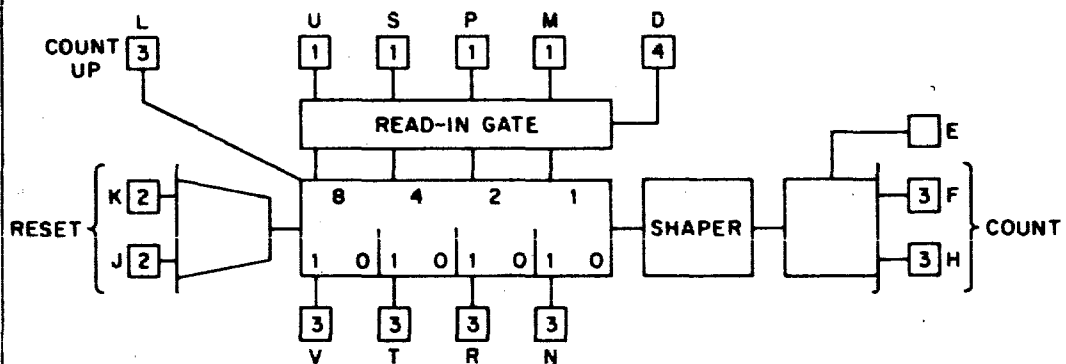 L U S P M D
COUNT UP 3 1 1 1 1 4
READ-IN GATE
E
8 4 2 1
K 2 3 F
RESET SHAPER COUNT
J 2 3 H
1 0 1 0 1 0 1 0
3 3 3 3
V T R N